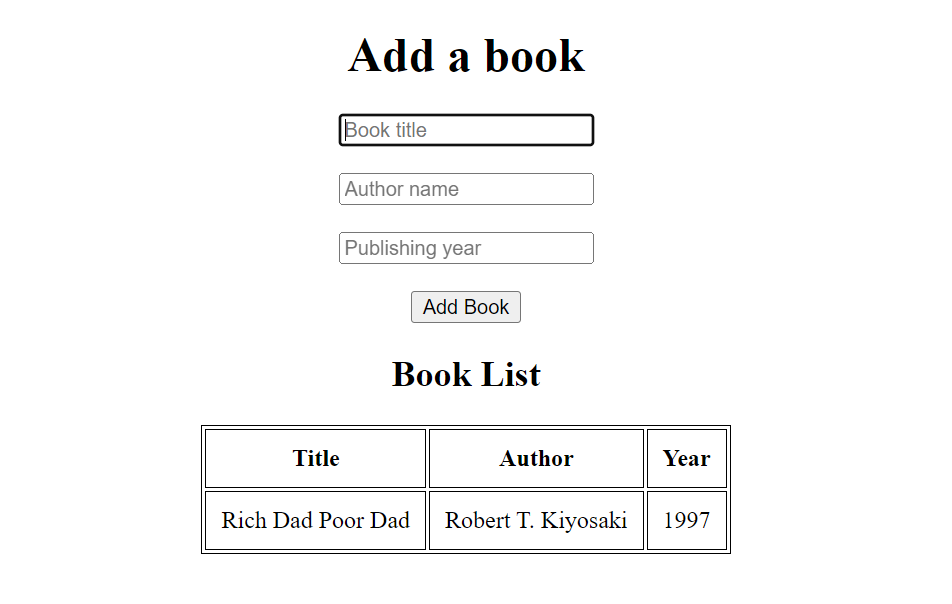 Add a book
Book title
Author name
Publishing year
Add Book
Book List
Title Author Year
Rich Dad Poor Dad Robert T. Kiyosaki 1997